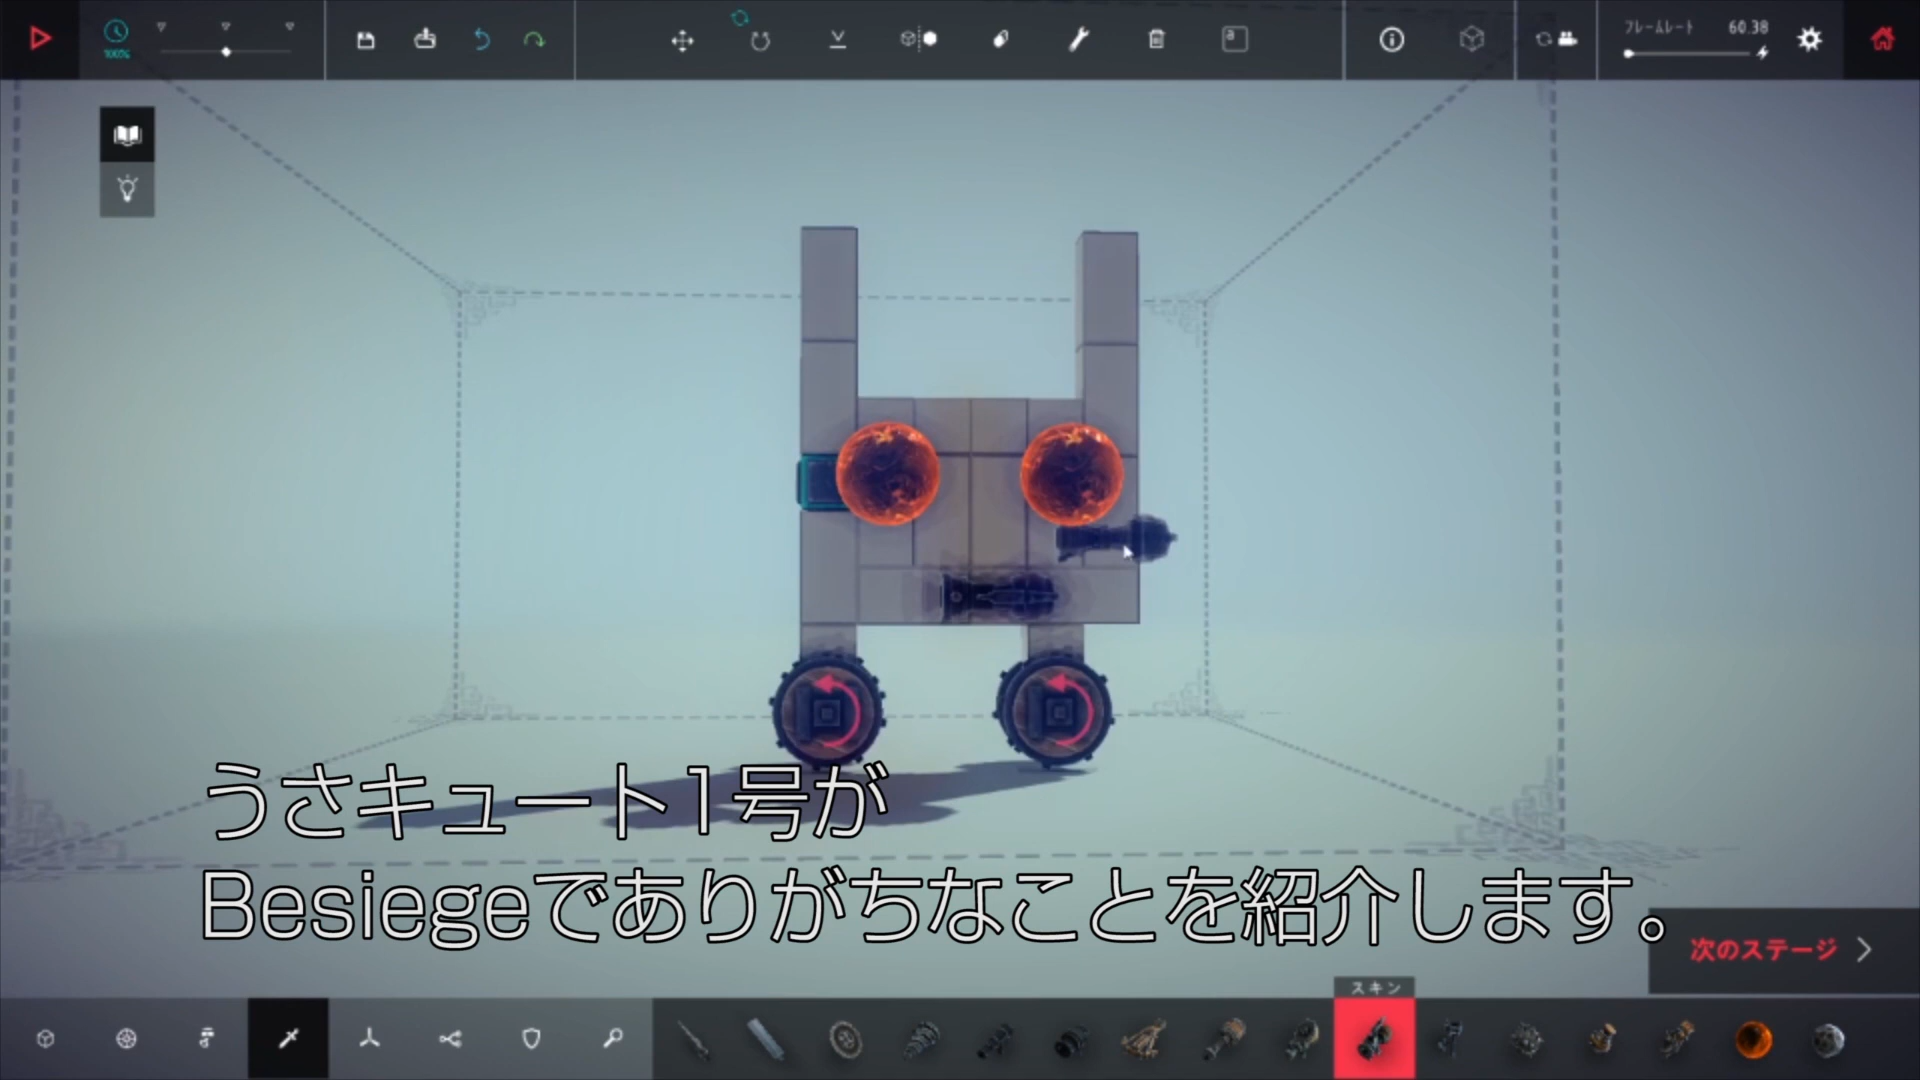 100%
フレームレート 60.38
うさキュート1号が
Besiegeでありがちなことを紹介します。
次のステージ
スキン